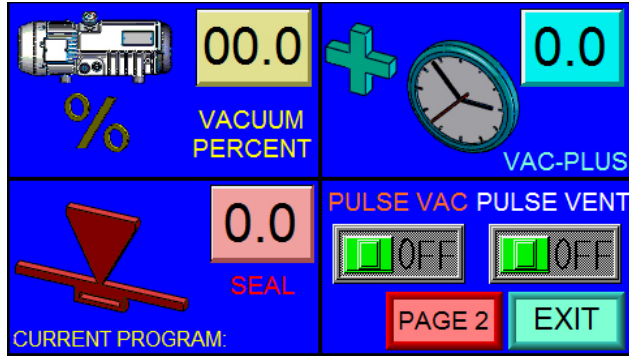 00.0
%
VACUUM
PERCENT
0.0
VAC-PLUS
0.0
SEAL
CURRENT PROGRAM:
PULSE VAC PULSE VENT
OFF OFF
PAGE 2 EXIT